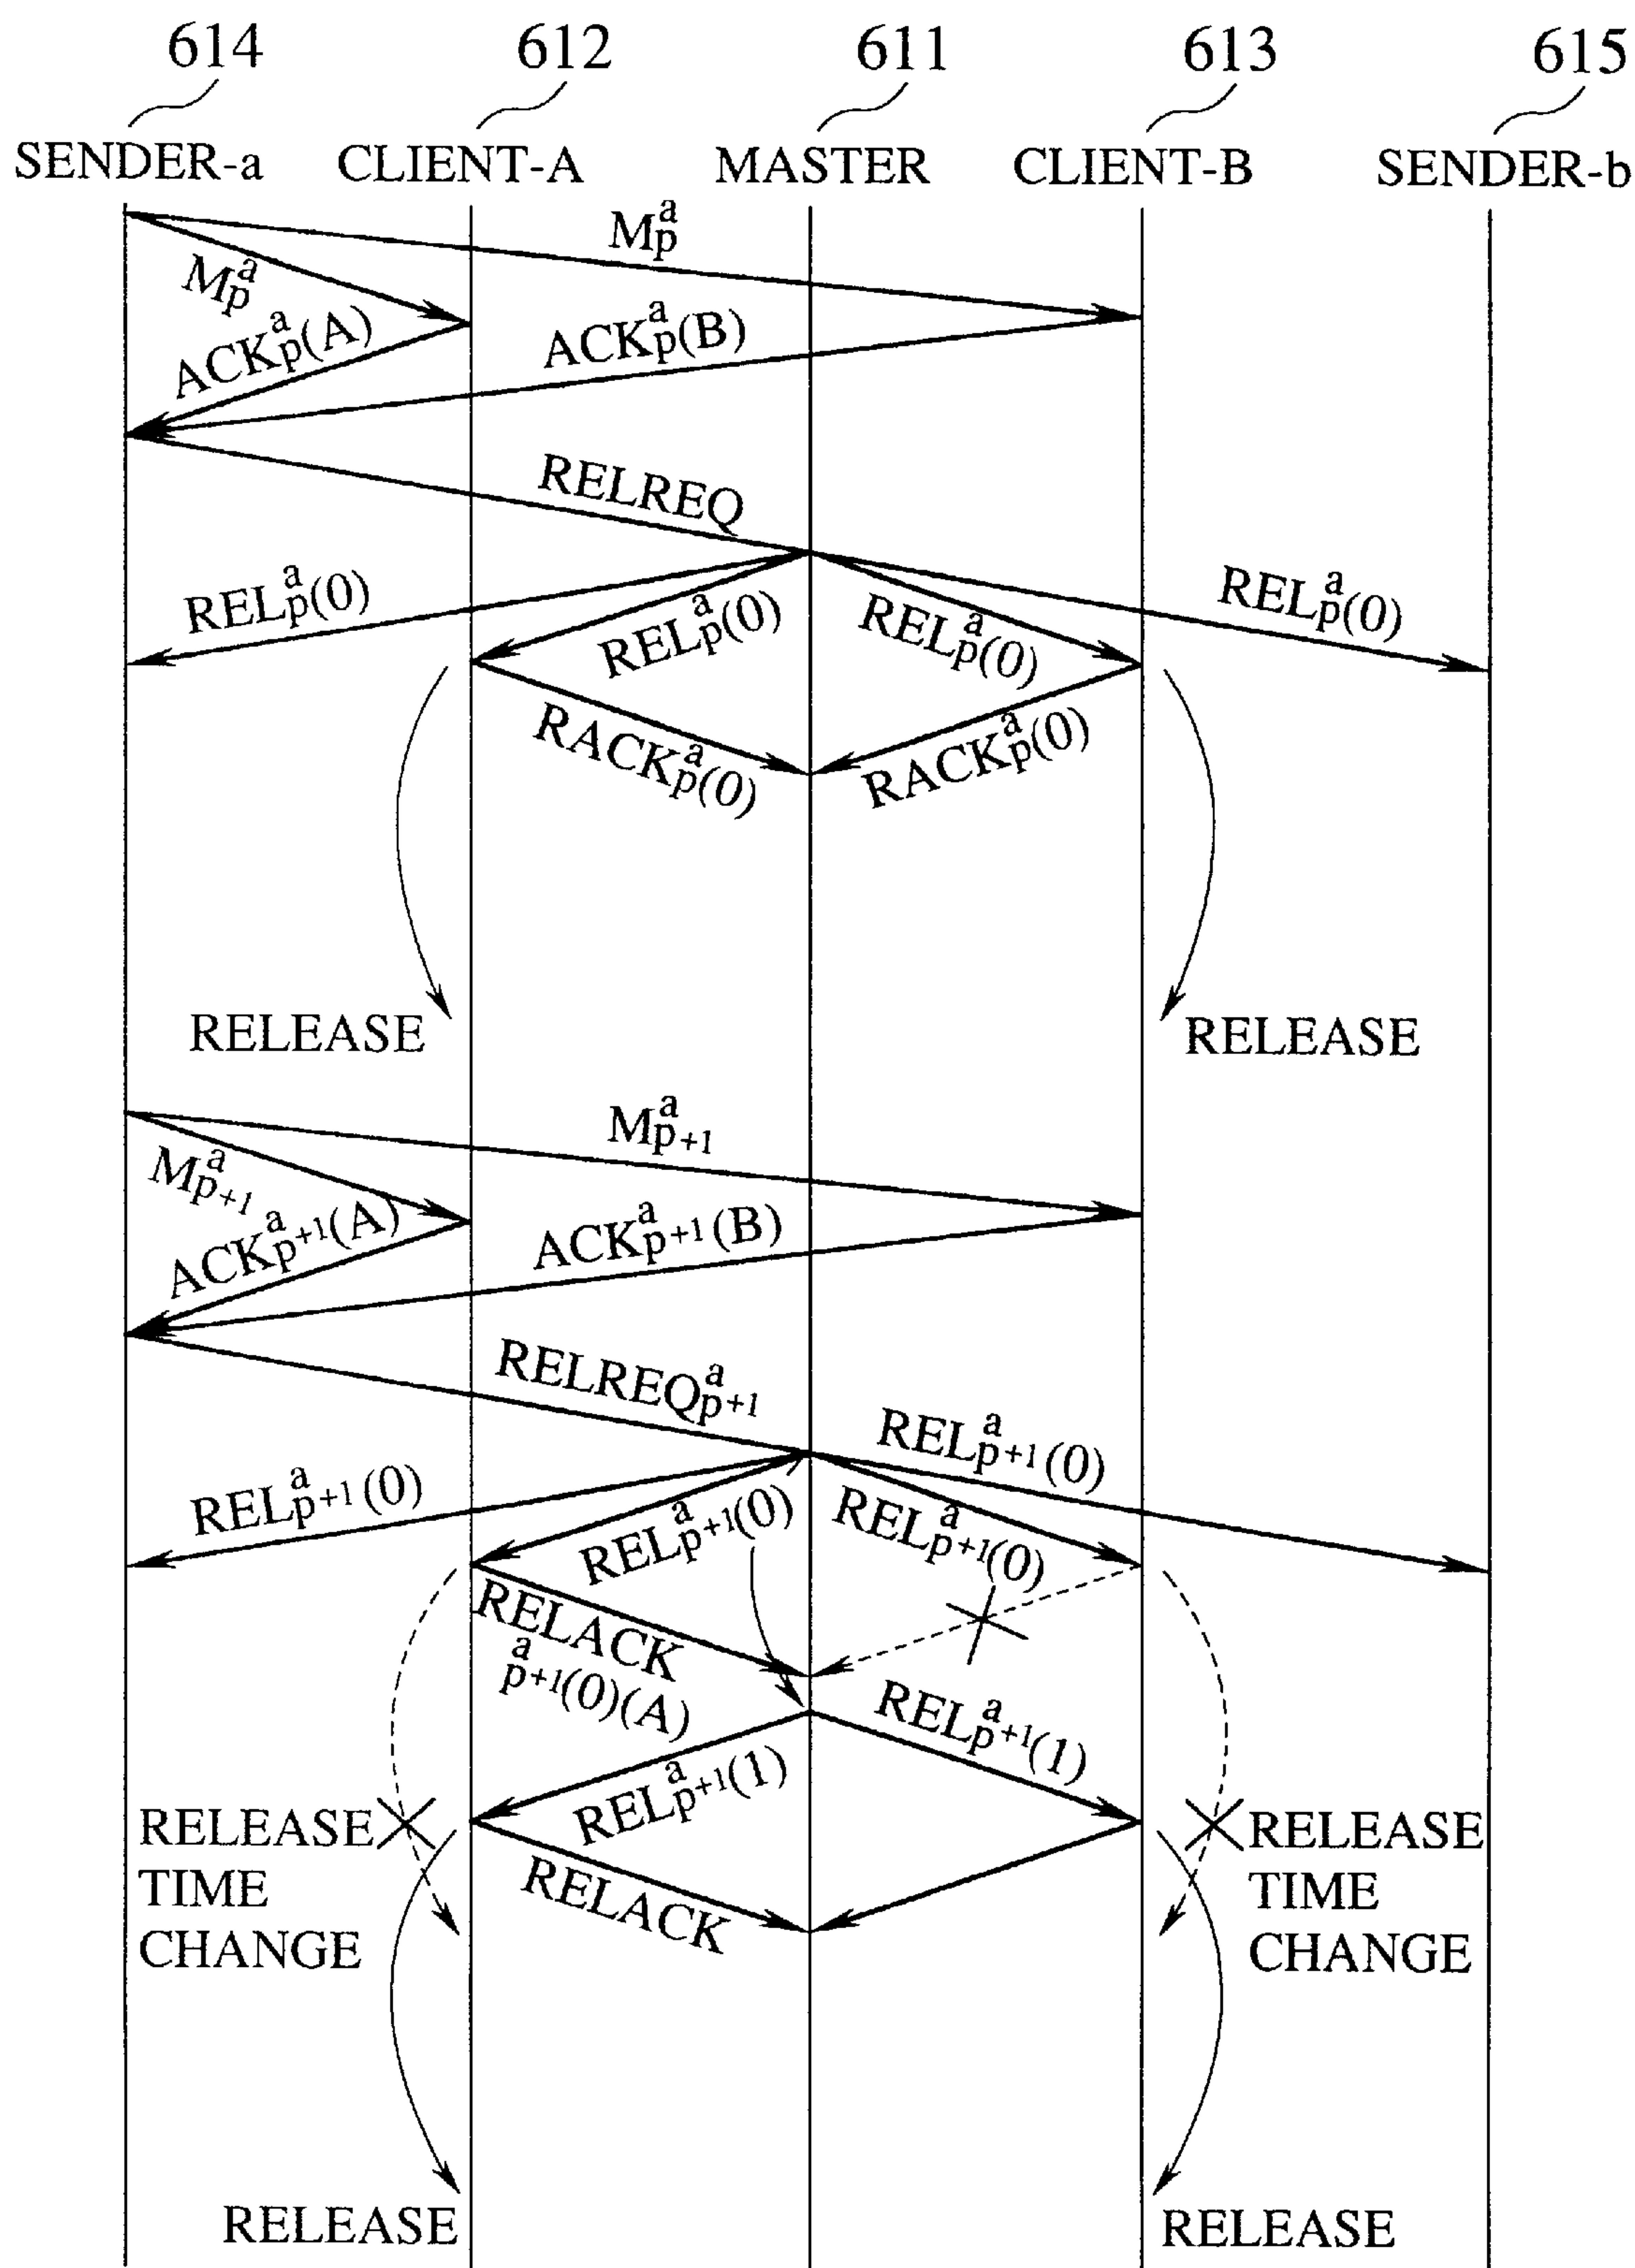 614 612 611 613 615
SENDER-a CLIENT-A MASTER CLIENT-B SENDER-b
M^a_p
M^a_p
ACK^a_p(A)
ACK^a_p(B)
RELREQ
REL^a_p(0)
REL^a_p(0)
REL^a_p(0)
REL^a_p(0)
RACK^a_p(0)
RACK^a_p(0)
RELEASE
RELEASE
M^a_p+1
M^a_p+1
ACK^a_p+1(A)
ACK^a_p+1(B)
RELREQ^a_p+1
REL^a_p+1(0)
REL^a_p+1(0)
REL^a_p+1(0)
REL^a_p+1(0)
RELACK
^a_p+1(0)(A)
REL^a_p+1(1)
REL^a_p+1(1)
RELEASE
TIME
CHANGE
RELEASE
TIME
CHANGE
RELACK
RELEASE
RELEASE